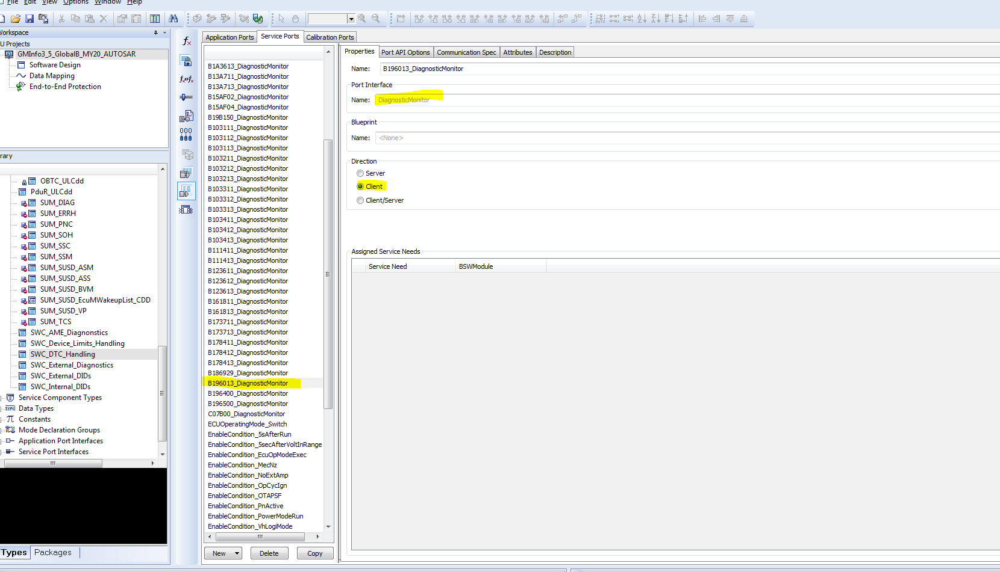 File Edit View Options Window Help
Workspace
U Projects
GMInfo3_5_GlobalB_MY20_AUTOSAR
Software Design
Data Mapping
End-to-End Protection
rary
OBTC_ULCdd
PduR_ULCdd
SUM_DIAG
SUM_ERRH
SUM_PNC
SUM_SOH
SUM_SSC
SUM_SSM
SUM_SUSD_ASM
SUM_SUSD_ASS
SUM_SUSD_BVM
SUM_SUSD_EcuMWakeupList_CDD
SUM_SUSD_VP
SUM_TCS
SWC_AME_Diagnonstics
SWC_Device_Limits_Handling
SWC_DTC_Handling
SWC_External_Diagnostics
SWC_External_DIDs
SWC_Internal_DIDs
Service Component Types
Data Types
Constants
Mode Declaration Groups
Application Port Interfaces
Service Port Interfaces
Types Packages
Application Ports Service Ports Calibration Ports
B1A3613_DiagnosticMonitor
B13A711_DiagnosticMonitor
B13A713_DiagnosticMonitor
B15AF02_DiagnosticMonitor
B15AF04_DiagnosticMonitor
B19B150_DiagnosticMonitor
B103111_DiagnosticMonitor
B103112_DiagnosticMonitor
B103113_DiagnosticMonitor
B103211_DiagnosticMonitor
B103212_DiagnosticMonitor
B103213_DiagnosticMonitor
B103311_DiagnosticMonitor
B103312_DiagnosticMonitor
B103313_DiagnosticMonitor
B103411_DiagnosticMonitor
B103412_DiagnosticMonitor
B103413_DiagnosticMonitor
B111411_DiagnosticMonitor
B111413_DiagnosticMonitor
B123611_DiagnosticMonitor
B123612_DiagnosticMonitor
B123613_DiagnosticMonitor
B161811_DiagnosticMonitor
B161813_DiagnosticMonitor
B173711_DiagnosticMonitor
B173713_DiagnosticMonitor
B178411_DiagnosticMonitor
B178412_DiagnosticMonitor
B178413_DiagnosticMonitor
B186929_DiagnosticMonitor
B196013_DiagnosticMonitor
B196400_DiagnosticMonitor
B196500_DiagnosticMonitor
C07B00_DiagnosticMonitor
ECUOperatingMode_Switch
EnableCondition_5sAfterRun
EnableCondition_5secAfterVoltInRange
EnableCondition_EcuOpModeExec
EnableCondition_MecNz
EnableCondition_NoExtAmp
EnableCondition_OpCycIgn
EnableCondition_OTAPSF
EnableCondition_PnActive
EnableCondition_PowerModeRun
EnableCondition_VhLogiMode
New Delete Copy
Properties Port API Options Communication Spec Attributes Description
Name: B196013_DiagnosticMonitor
Port Interface
Name: DiagnosticMonitor
Blueprint
Name: <None>
Direction
Server
Client
Client/Server
Assigned Service Needs
Service Need BSWModule